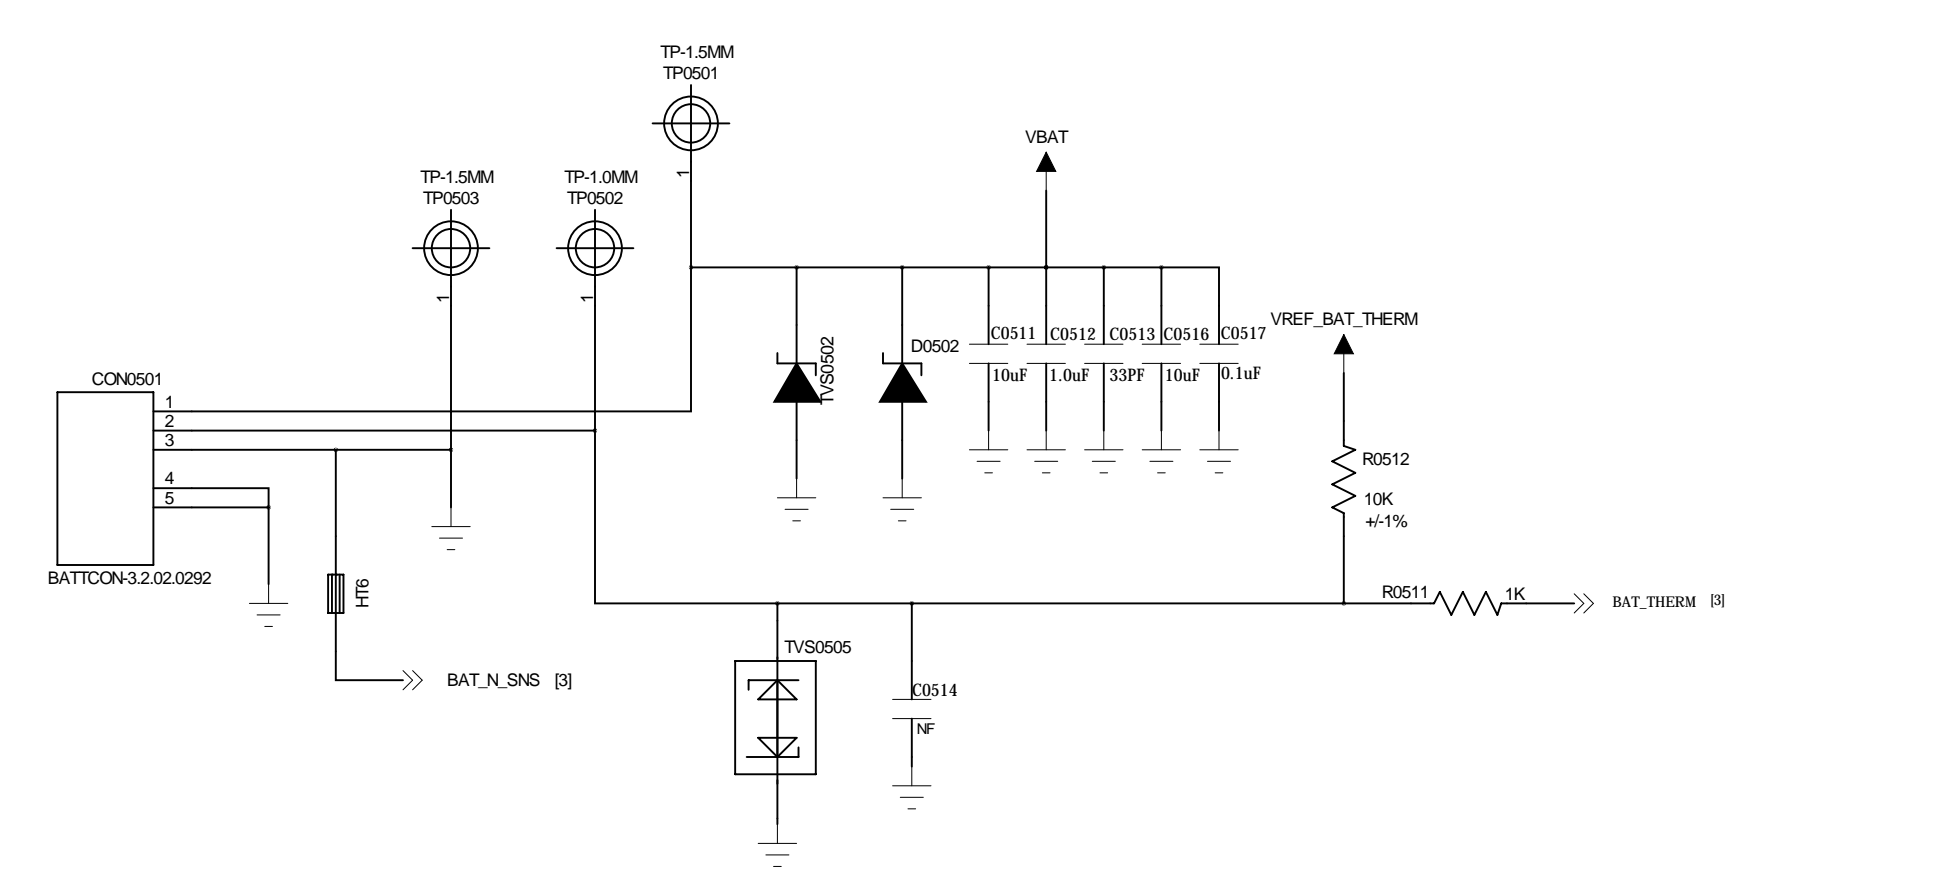 TP-1.5MM
TP0501
1
VBAT
TP-1.5MM
TP0503
1
TP-1.0MM
TP0502
1
C0511
10uF
C0512
1.0uF
C0513
33PF
C0516
10uF
C0517
0.1uF
TVS0502
D0502
VREF_BAT_THERM
R0512
10K
+/-1%
CON0501
1
2
3
4
5
BATTCON-3.2.02.0292
HT6
BAT_N_SNS [3]
R0511
1K
BAT_THERM [3]
TVS0505
C0514
NF